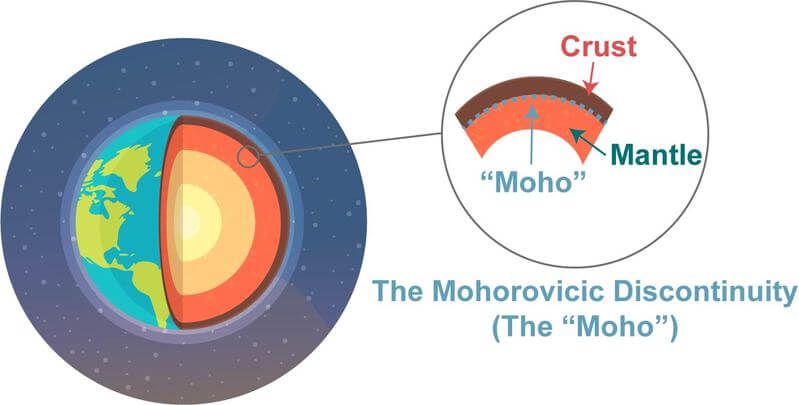 Crust
Mantle
“Moho”
The Mohorovicic Discontinuity
(The “Moho”)